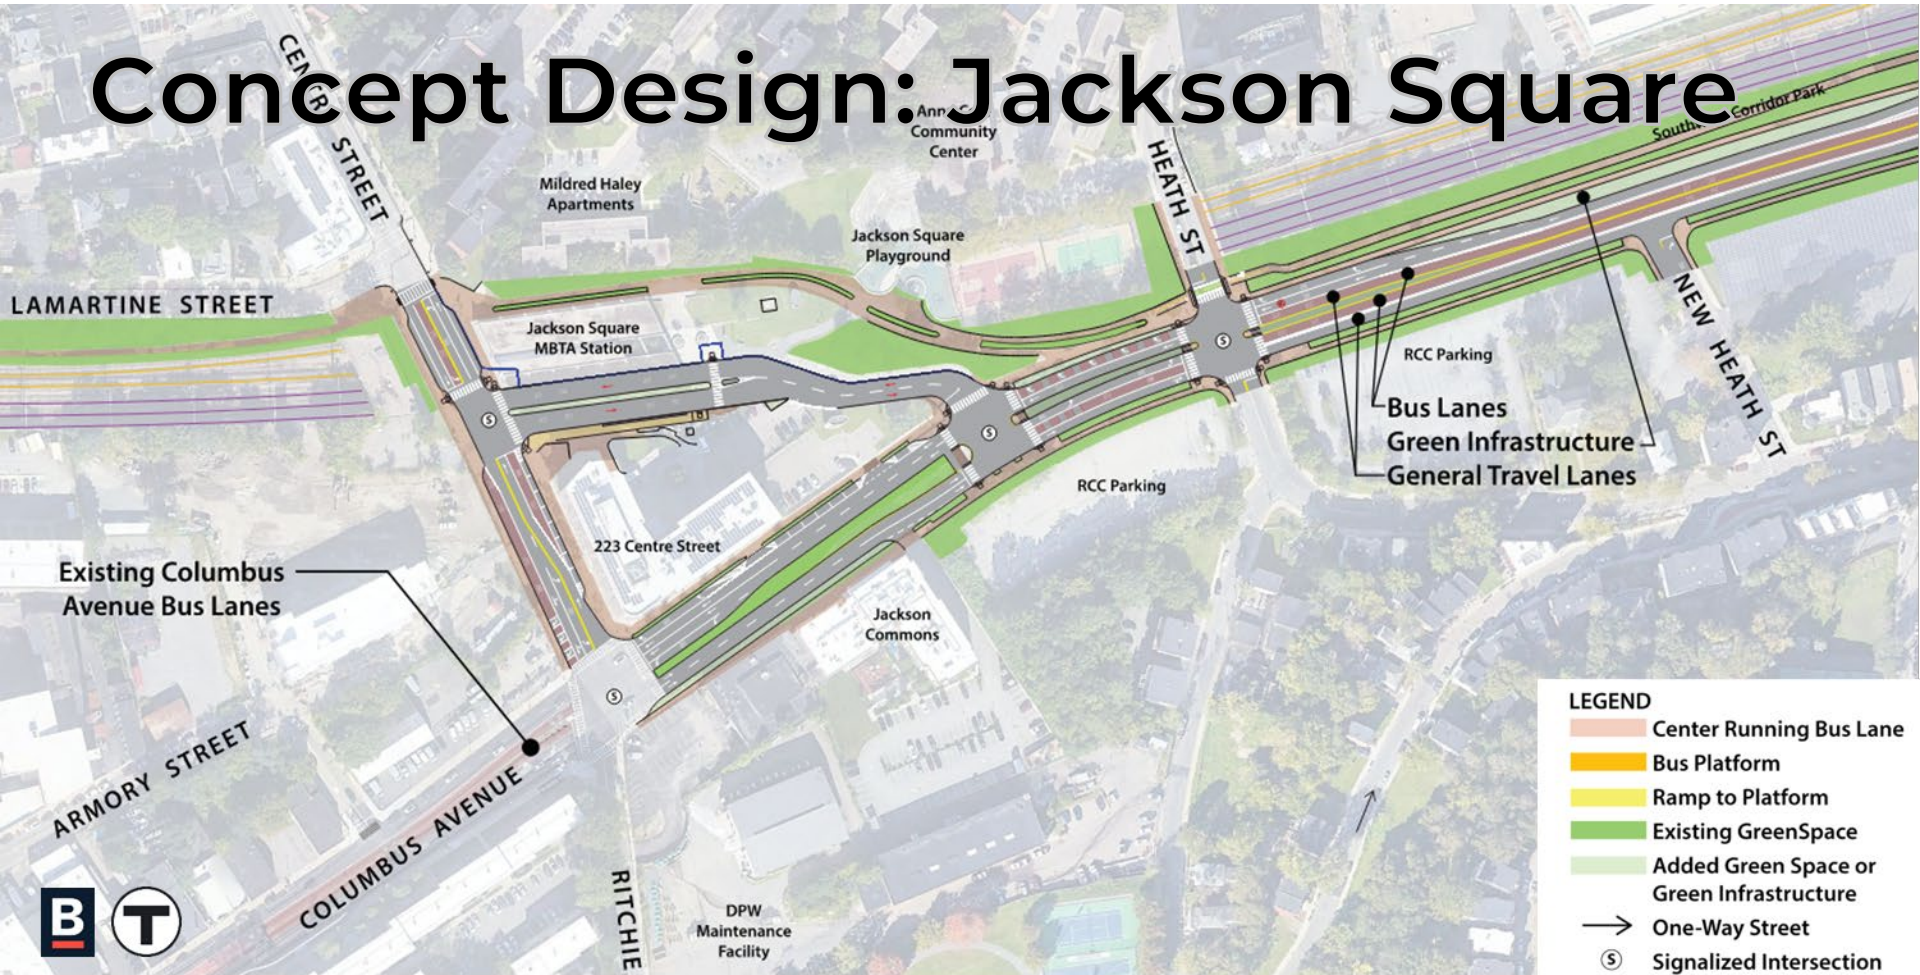 Concept Design: Jackson Square
CENTRE STREET
Community
Center
HEATH ST
Corridor Park
Mildred Haley
Apartments
Jackson Square
Playground
LAMARTINE STREET
Jackson Square
MBTA Station
NEW HEATH ST
RCC Parking
Bus Lanes
Green Infrastructure
General Travel Lanes
RCC Parking
223 Centre Street
Existing Columbus
Avenue Bus Lanes
Jackson
Commons
ARMORY STREET
COLUMBUS AVENUE
RITCHIE
DPW
Maintenance
Facility
B
T
S
S
S
S
LEGEND
Center Running Bus Lane
Bus Platform
Ramp to Platform
Existing GreenSpace
Added Green Space or
Green Infrastructure
One-Way Street
S
Signalized Intersection